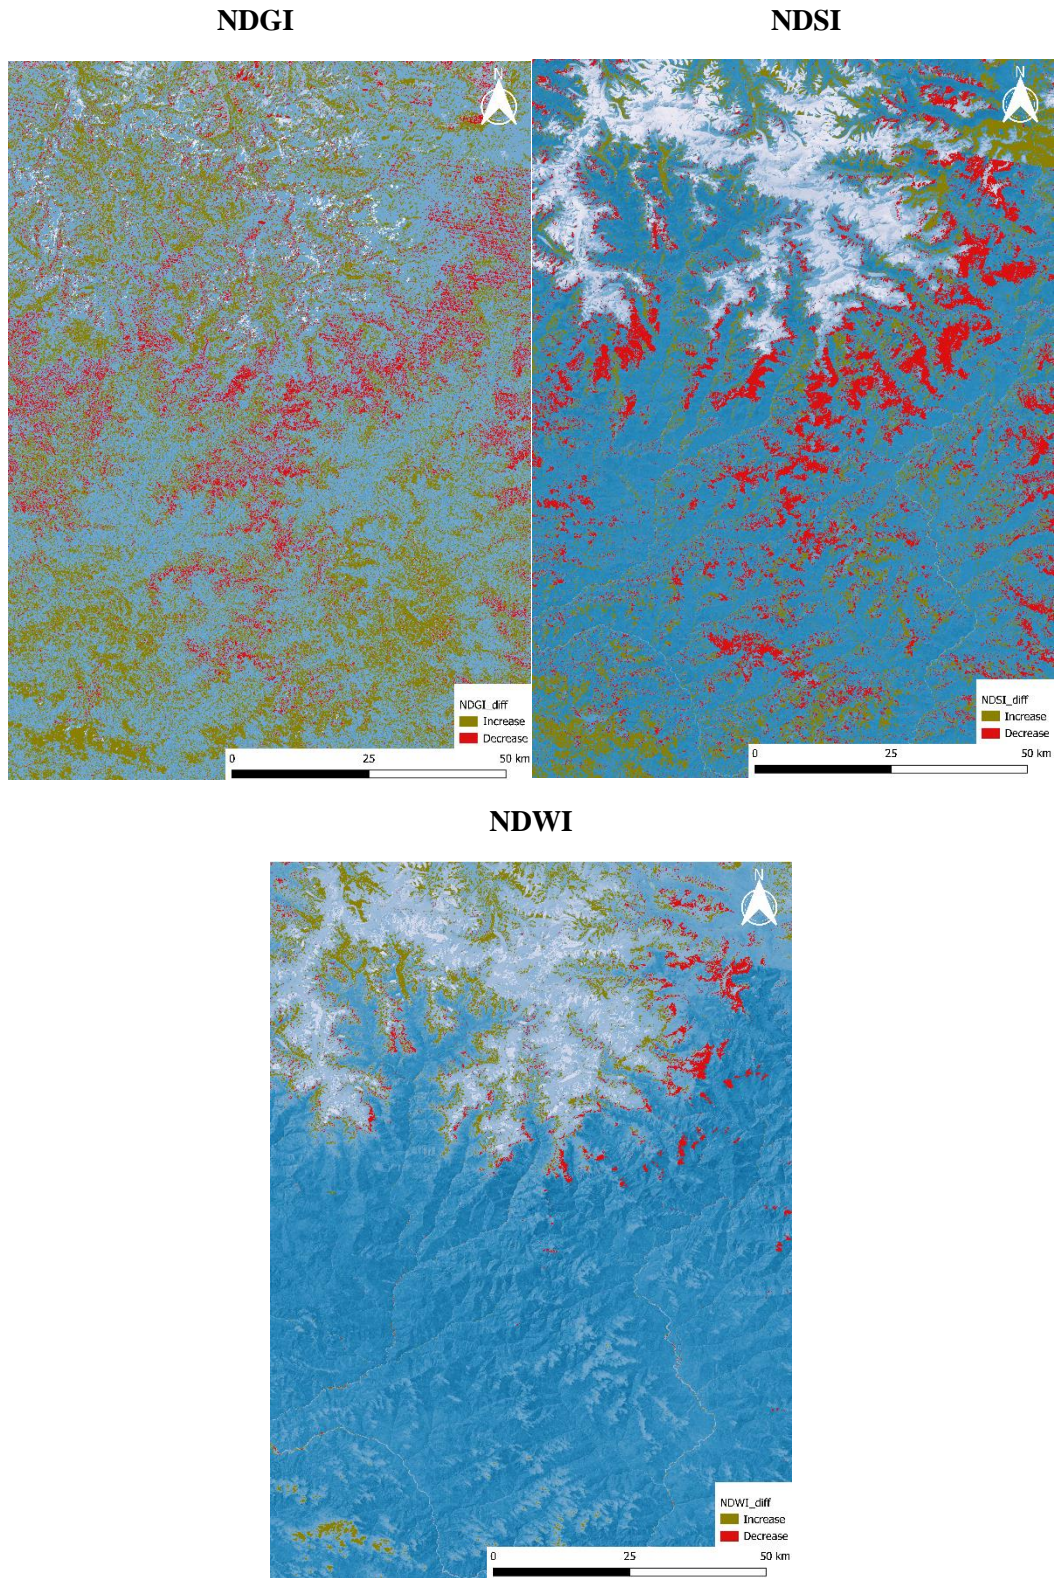 NDGI
NDSI
N
N
NDGI_diff
Increase
Decrease
0 25 50 km
NDSI_diff
Increase
Decrease
0 25 50 km
NDWI
N
NDWI_diff
Increase
Decrease
0 25 50 km